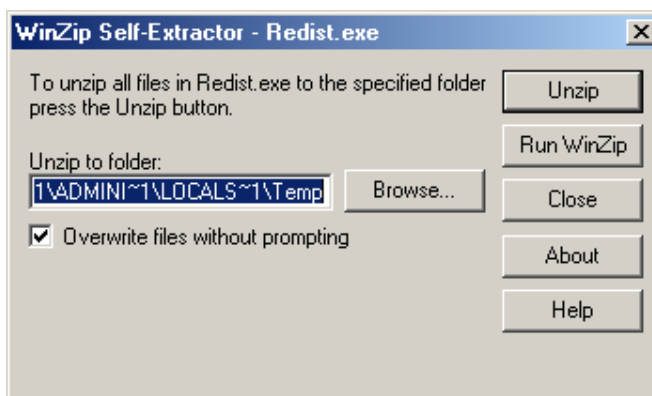 WinZip Self-Extractor - Redist.exe
To unzip all files in Redist.exe to the specified folder
press the Unzip button.
Unzip to folder:
1\ADMINI~1\LOCALS~1\Temp
Browse...
Overwrite files without prompting
Unzip
Run WinZip
Close
About
Help